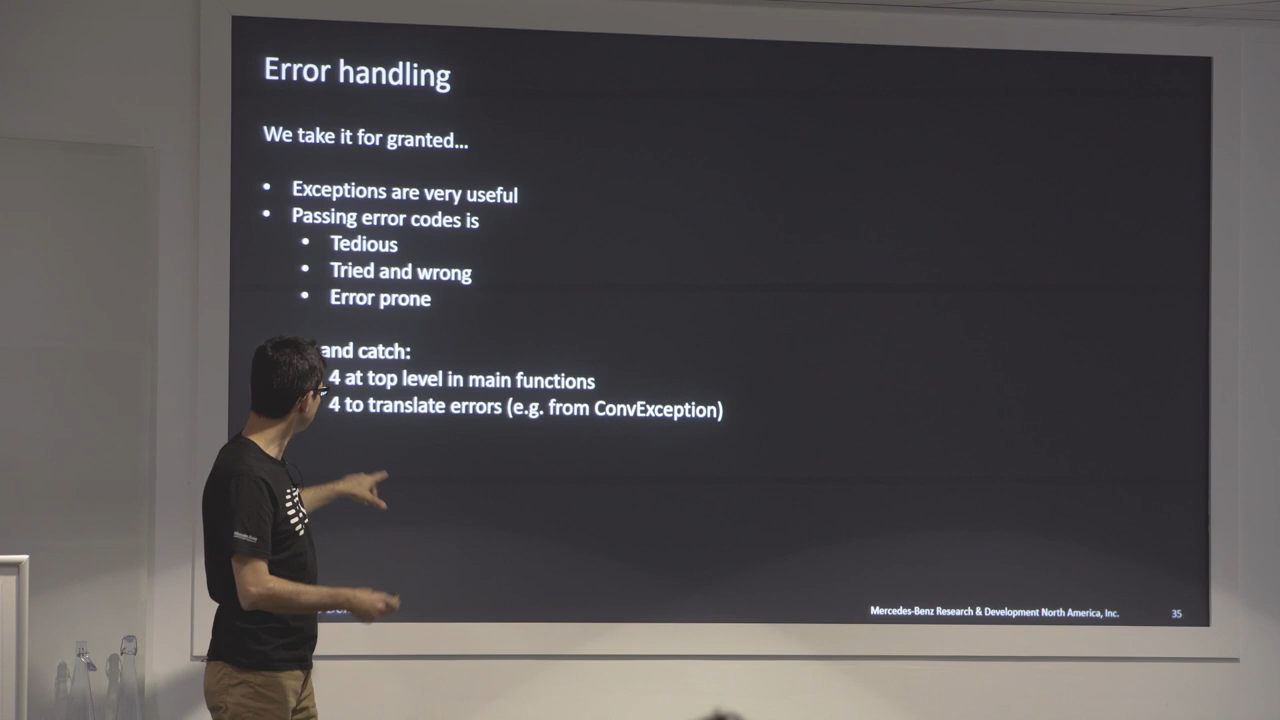 Error handling
We take it for granted...
• Exceptions are very useful
• Passing error codes is
• Tedious
• Tried and wrong
• Error prone
and catch:
4 at top level in main functions
4 to translate errors (e.g. from ConvException)
Mercedes-Benz Research & Development North America, Inc.
35